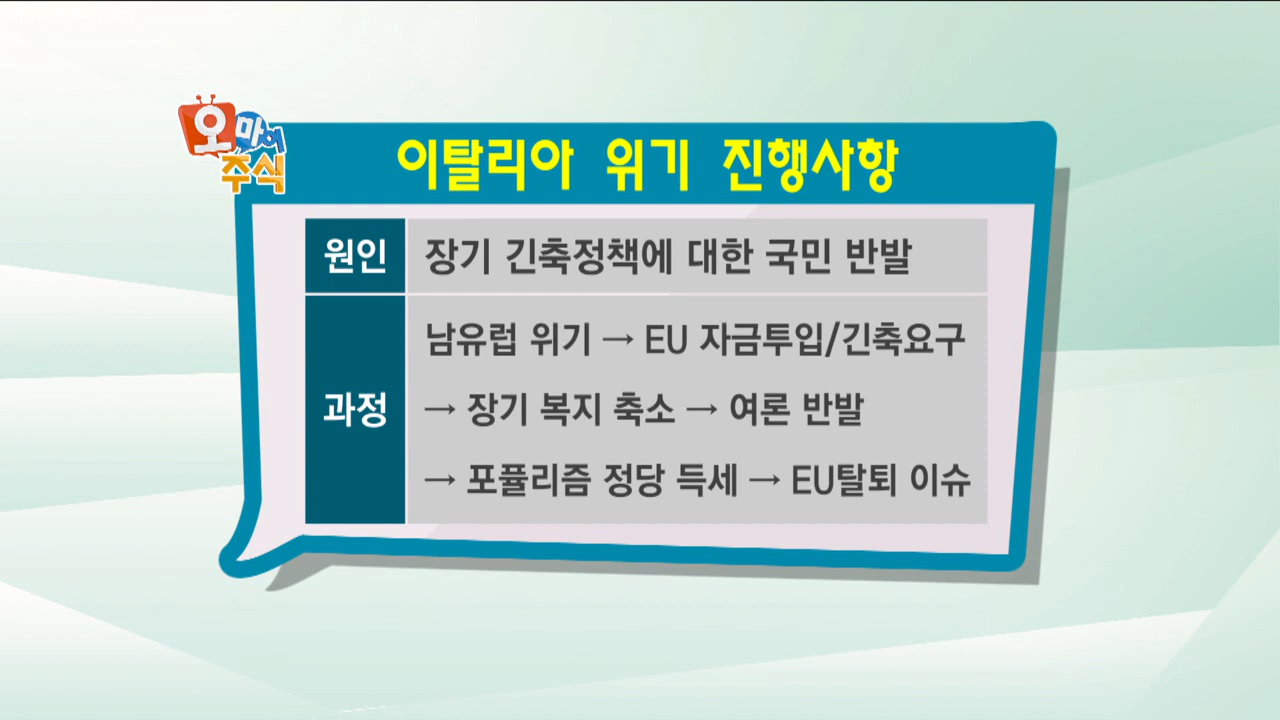 오 마이
주식
이탈리아 위기 진행사항
원인
장기 긴축정책에 대한 국민 반발
과정
남유럽 위기 → EU 자금투입/긴축요구
→ 장기 복지 축소 → 여론 반발
→ 포퓰리즘 정당 득세 → EU탈퇴 이슈